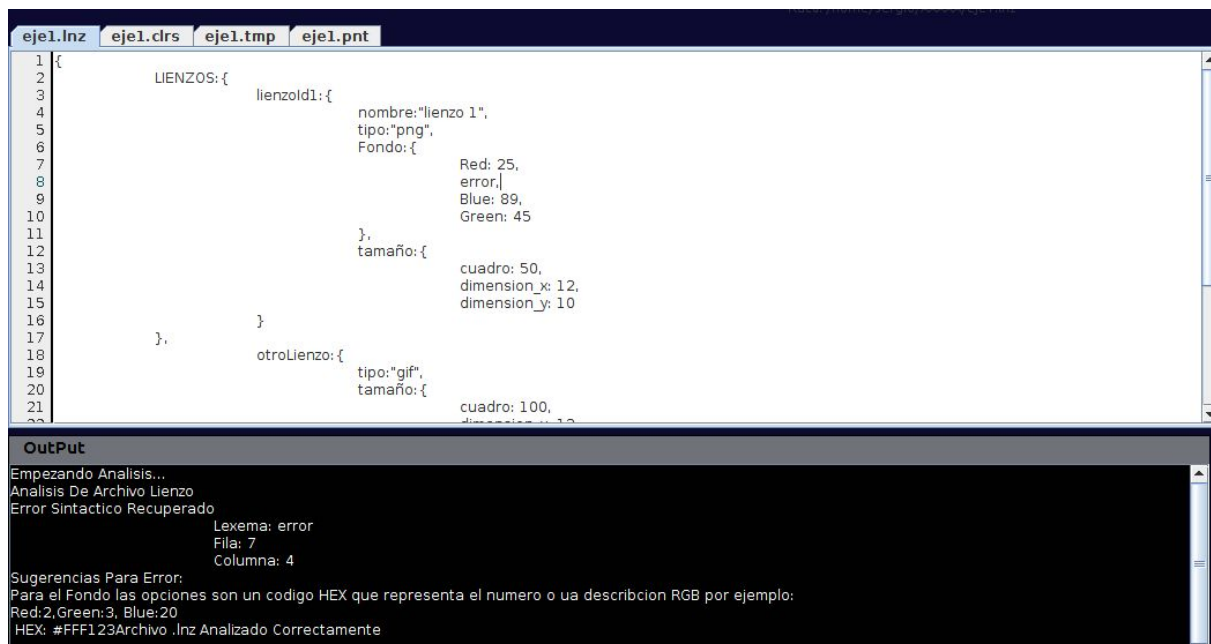 eje1.lnz eje1.clrs eje1.tmp eje1.pnt
1 {
2 LIENZOS:{
3 lienzoId1:{
4 nombre:"lienzo 1",
5 tipo:"png",
6 Fondo:{
7 Red: 25,
8 error,
9 Blue: 89,
10 Green: 45
11 },
12 tamaño:{
13 cuadro: 50,
14 dimension_x: 12,
15 dimension_y: 10
16 }
17 },
18 otroLienzo:{
19 tipo:"gif",
20 tamaño:{
21 cuadro: 100,
OutPut
Empezando Analisis...
Analisis De Archivo Lienzo
Error Sintactico Recuperado
Lexema: error
Fila: 7
Columna: 4
Sugerencias Para Error:
Para el Fondo las opciones son un codigo HEX que representa el numero o ua describcion RGB por ejemplo:
Red:2,Green:3, Blue:20
HEX: #FFF123Archivo .lnz Analizado Correctamente